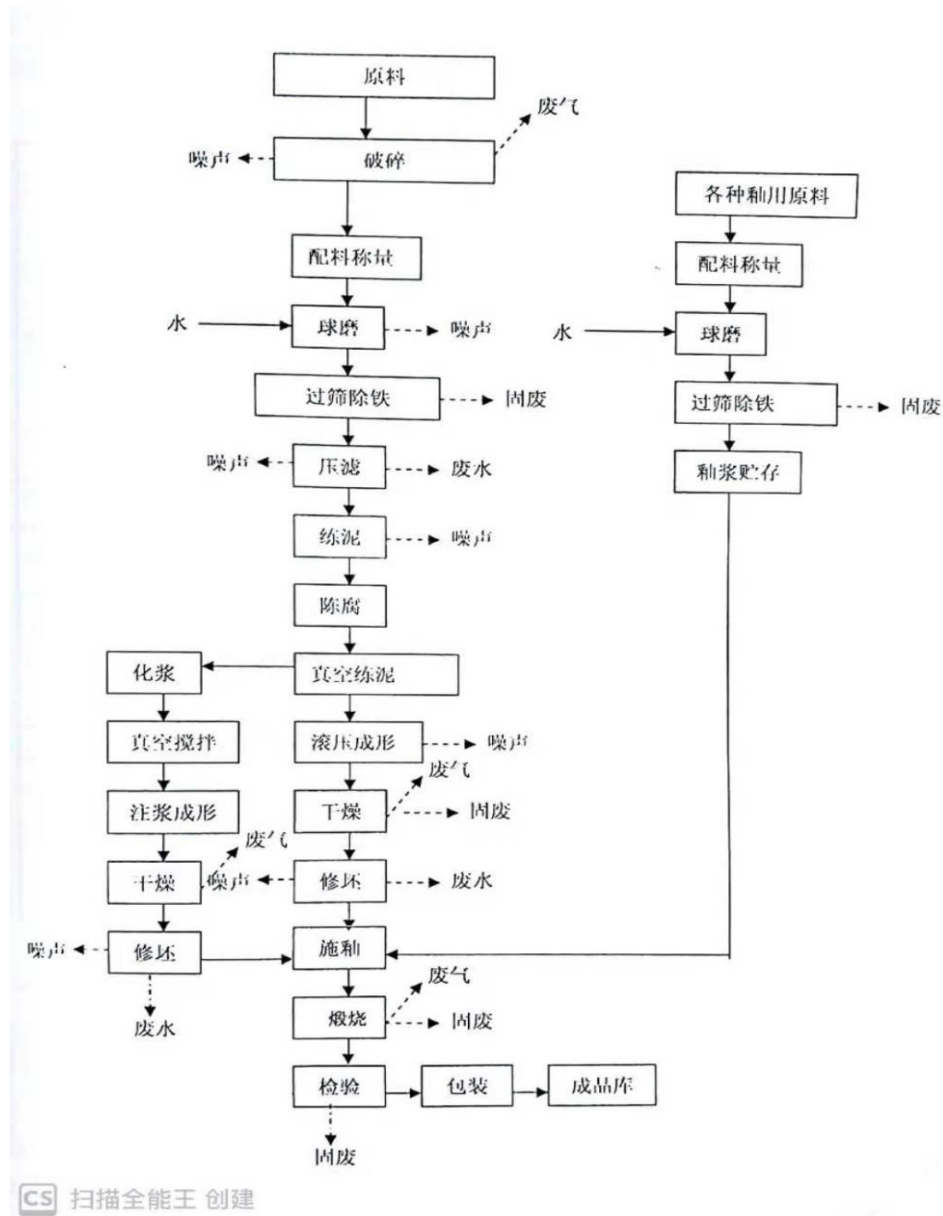 原料
废气
噪声
破碎
各种釉用原料
配料称量
配料称量
水
球磨
噪声
水
球磨
过筛除铁
固废
过筛除铁
固废
噪声
压滤
废水
釉浆贮存
练泥
噪声
陈腐
化浆
真空练泥
真空搅拌
滚压成形
噪声
废气
注浆成形
干燥
固废
废气
干燥
噪声
修坯
废水
噪声
修坯
施釉
废气
废水
煅烧
固废
检验
包装
成品库
固废
CS 扫描全能王 创建